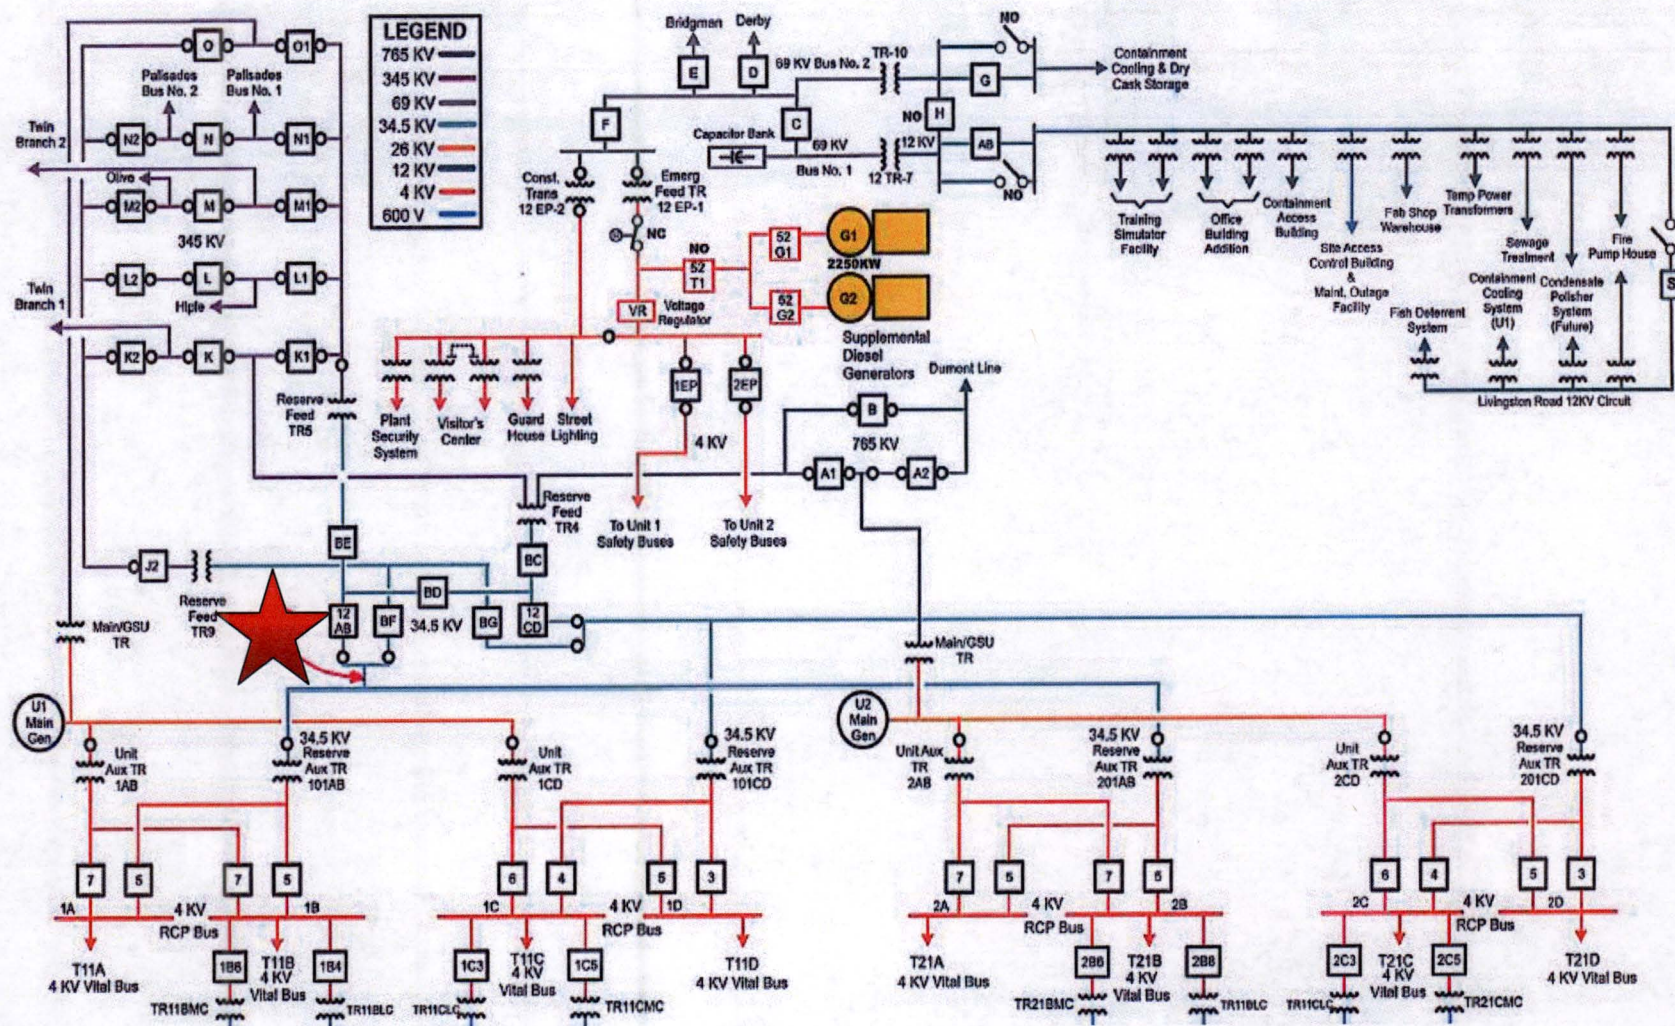 LEGEND
765 KV
345 KV
69 KV
34.5 KV
26 KV
12 KV
4 KV
600 V
O
O1
Palisades
Bus No. 2
Palisades
Bus No. 1
Twin
Branch 2
N2
N
N1
Olive
M2
M
M1
345 KV
L2
L
L1
Twin
Branch 1
Hiple
K2
K
K1
Reserve
Feed
TR5
Bridgman
Derby
E
D
69 KV Bus No. 2
TR-10
NO
G
Containment
Cooling & Dry
Cask Storage
F
C
Capacitor Bank
69 KV
Bus No. 1
12 KV
12 TR-7
NO
H
AB
NO
Const.
Trans
12 EP-2
Emerg
Feed TR
12 EP-1
NC
NO
52
T1
52
G1
52
G2
G1
2250KW
G2
Supplemental
Diesel
Generators
VR
Voltage
Regulator
1EP
2EP
Plant
Security
System
Visitor's
Center
Guard
House
Street
Lighting
4 KV
To Unit 1
Safety Buses
To Unit 2
Safety Buses
Training
Simulator
Facility
Office
Building
Addition
Containment
Access
Building
Site Access
Control Building
&
Maint. Outage
Facility
Fab Shop
Warehouse
Temp Power
Transformers
Sewage
Treatment
Fire
Pump House
Fish Deferrent
System
Containment
Cooling
System
(U1)
Condensate
Polisher
System
(Future)
S
Livingston Road 12KV Circuit
Dumont Line
B
765 KV
A1
A2
Reserve
Feed
TR4
BE
BC
J2
Reserve
Feed
TR9
BD
12
AB
BF
34.5 KV
BG
12
CD
Main/GSU
TR
Main/GSU
TR
U1
Main
Gen
Unit
Aux TR
1AB
34.5 KV
Reserve
Aux TR
101AB
Unit
Aux TR
1CD
34.5 KV
Reserve
Aux TR
101CD
U2
Main
Gen
Unit Aux
TR
2AB
34.5 KV
Reserve
Aux TR
201AB
Unit
Aux TR
2CD
34.5 KV
Reserve
Aux TR
201CD
7
5
7
5
6
4
5
3
7
5
7
6
6
4
5
3
1A
4 KV
1B
RCP Bus
1C
4 KV
1D
RCP Bus
2A
4 KV
2B
RCP Bus
2C
4 KV
2D
RCP Bus
T11A
4 KV Vital Bus
1B6
T11B
4 KV
Vital Bus
1B4
TR11BMC
TR11BLC
1C3
T11C
4 KV
Vital Bus
1C5
TR11CLC
TR11CMC
T11D
4 KV Vital Bus
T21A
4 KV Vital Bus
2B6
T21B
4 KV
Vital Bus
2B8
TR21BMC
TR11BLC
2C3
T21C
4 KV
Vital Bus
2C5
TR11CLC
TR21CMC
T21D
4 KV Vital Bus